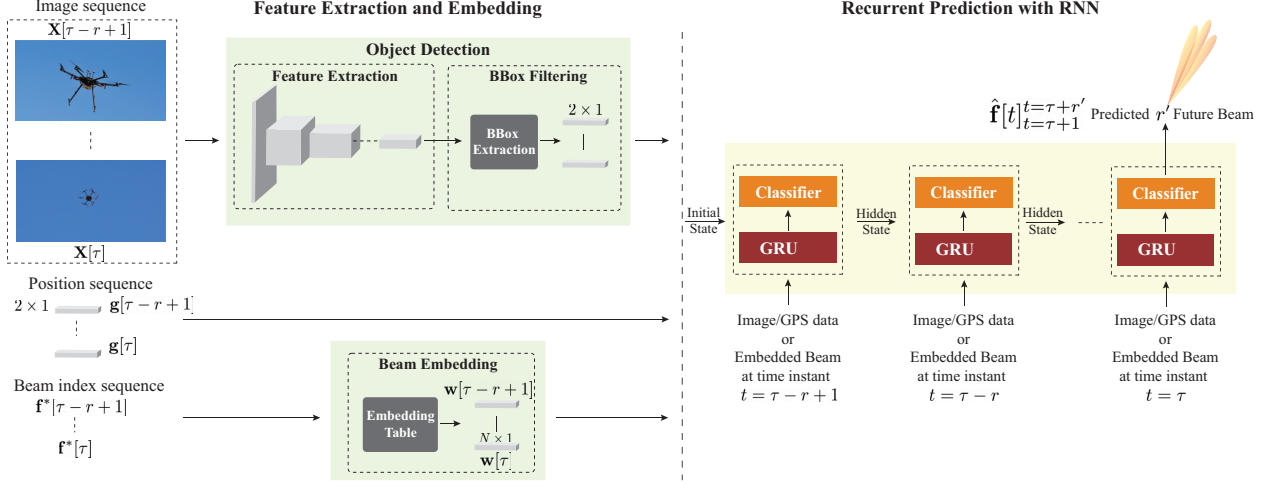 Image sequence
X[τ − r + 1]
X[τ]
Position sequence
2 × 1
g[τ − r + 1]
g[τ]
Beam index sequence
f*[τ − r + 1]
f*[τ]
Feature Extraction and Embedding
Object Detection
Feature Extraction
BBox Filtering
BBox
Extraction
2 × 1
Beam Embedding
Embedding
Table
w[τ − r + 1]
N × 1
w[τ]
Recurrent Prediction with RNN
f̂[t]
t=τ+r′
t=τ+1
Predicted r′ Future Beam
Initial
State
Classifier
GRU
Hidden
State
Classifier
GRU
Hidden
State
Classifier
GRU
Image/GPS data
or
Embedded Beam
at time instant
t = τ − r + 1
Image/GPS data
or
Embedded Beam
at time instant
t = τ − r
Image/GPS data
or
Embedded Beam
at time instant
t = τ